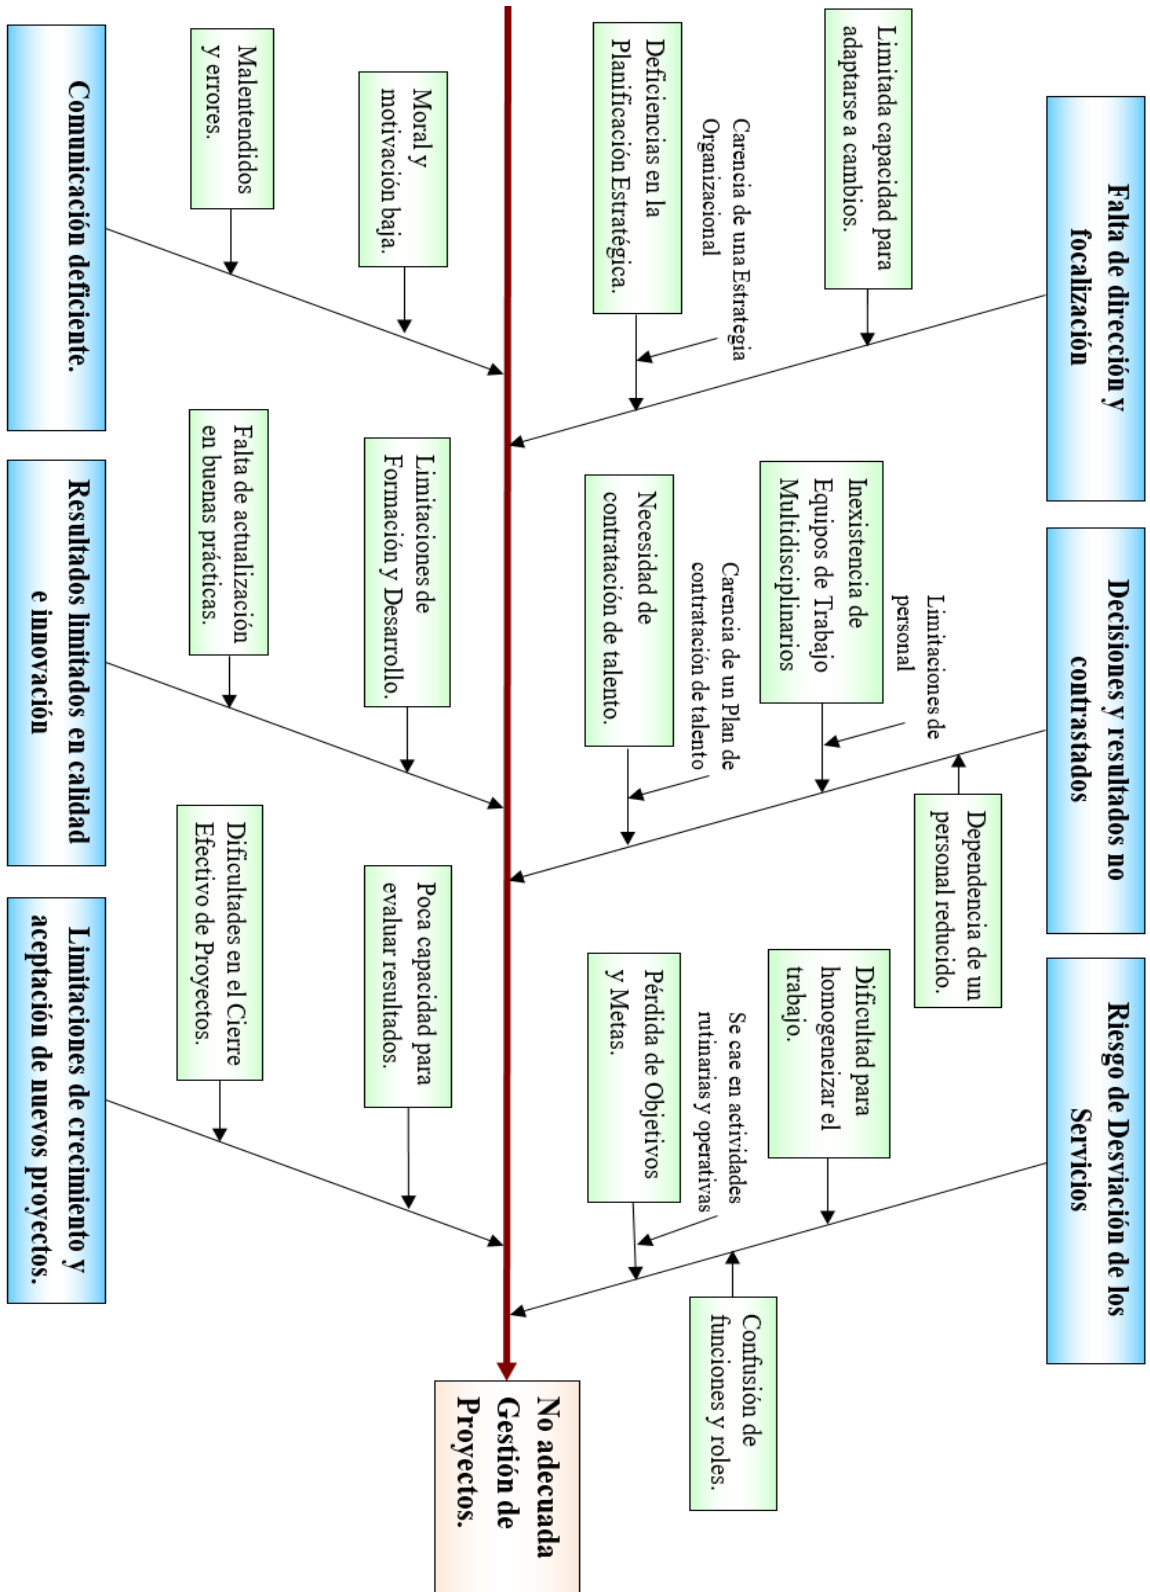 Falta de dirección y
focalización
Decisiones y resultados no
contrastados
Riesgo de Desviación de los
Servicios
Limitada capacidad para
adaptarse a cambios.
Carencia de una Estrategia
Organizacional
Deficiencias en la
Planificación Estratégica.
Dependencia de un
personal reducido.
Limitaciones de
personal
Inexistencia de
Equipos de Trabajo
Multidisciplinarios
Carencia de un Plan de
contratación de talento
Necesidad de
contratación de talento.
Dificultad para
homogeneizar el
trabajo.
Confusión de
funciones y roles.
Se cae en actividades
rutinarias y operativas
Pérdida de Objetivos
y Metas.
No adecuada
Gestión de
Proyectos.
Moral y
motivación baja.
Malentendidos
y errores.
Limitaciones de
Formación y Desarrollo.
Falta de actualización
en buenas prácticas.
Poca capacidad para
evaluar resultados.
Dificultades en el Cierre
Efectivo de Proyectos.
Comunicación deficiente.
Resultados limitados en calidad
e innovación
Limitaciones de crecimiento y
aceptación de nuevos proyectos.